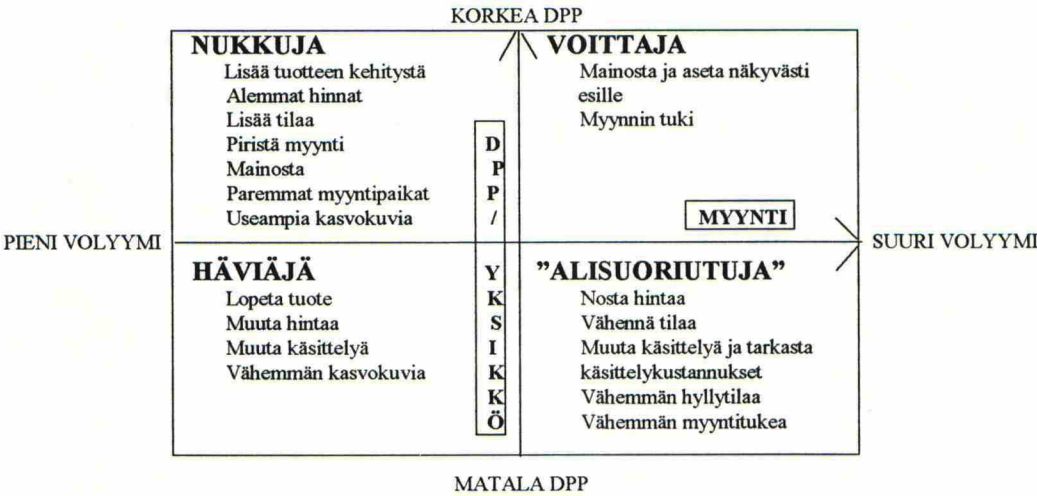 KORKEA DPP
NUKKUJA
Lisää tuotteen kehitystä
Alemmat hinnat
Lisää tilaa
Piristä myynti
Mainosta
Paremmat myyntipaikat
Useampia kasvokuvia
VOITTAJA
Mainosta ja aseta näkyvästi
esille
Myynnin tuki
DPP/YKSIKKÖ
MYYNTI
PIENI VOLYYMI
SUURI VOLYYMI
HÄVIÄJÄ
Lopeta tuote
Muuta hintaa
Muuta käsittelyä
Vähemmän kasvokuvia
"ALISUORIUTUJA"
Nosta hintaa
Vähennä tilaa
Muuta käsittelyä ja tarkasta
käsittelykustannukset
Vähemmän hyllytilaa
Vähemmän myyntitukea
MATALA DPP